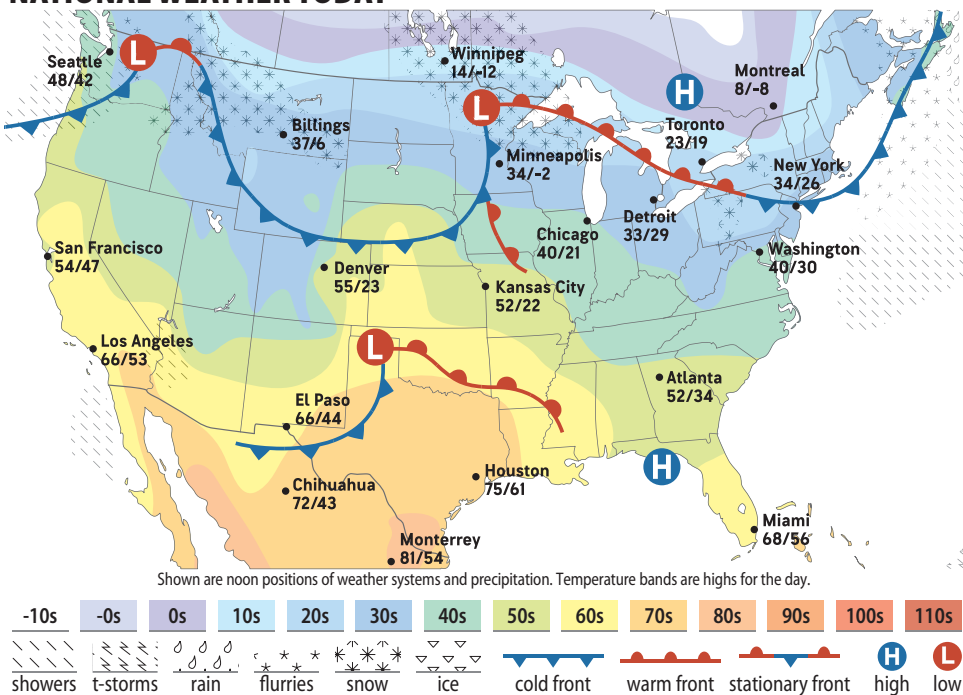 NATIONAL WEATHER TODAY
Seattle
48/42
L
Winnipeg
14/-12
Montreal
8/-8
H
L
Billings
37/6
Toronto
23/19
Minneapolis
34/-2
New York
34/26
Detroit
33/29
Chicago
40/21
San Francisco
54/47
Washington
40/30
Denver
55/23
Kansas City
52/22
Los Angeles
66/53
L
Atlanta
52/34
El Paso
66/44
H
Houston
75/61
Chihuahua
72/43
Miami
68/56
Monterrey
81/54
Shown are noon positions of weather systems and precipitation. Temperature bands are highs for the day.
-10s -0s 0s 10s 20s 30s 40s 50s 60s 70s 80s 90s 100s 110s
H L
showers t-storms rain flurries snow ice cold front warm front stationary front high low